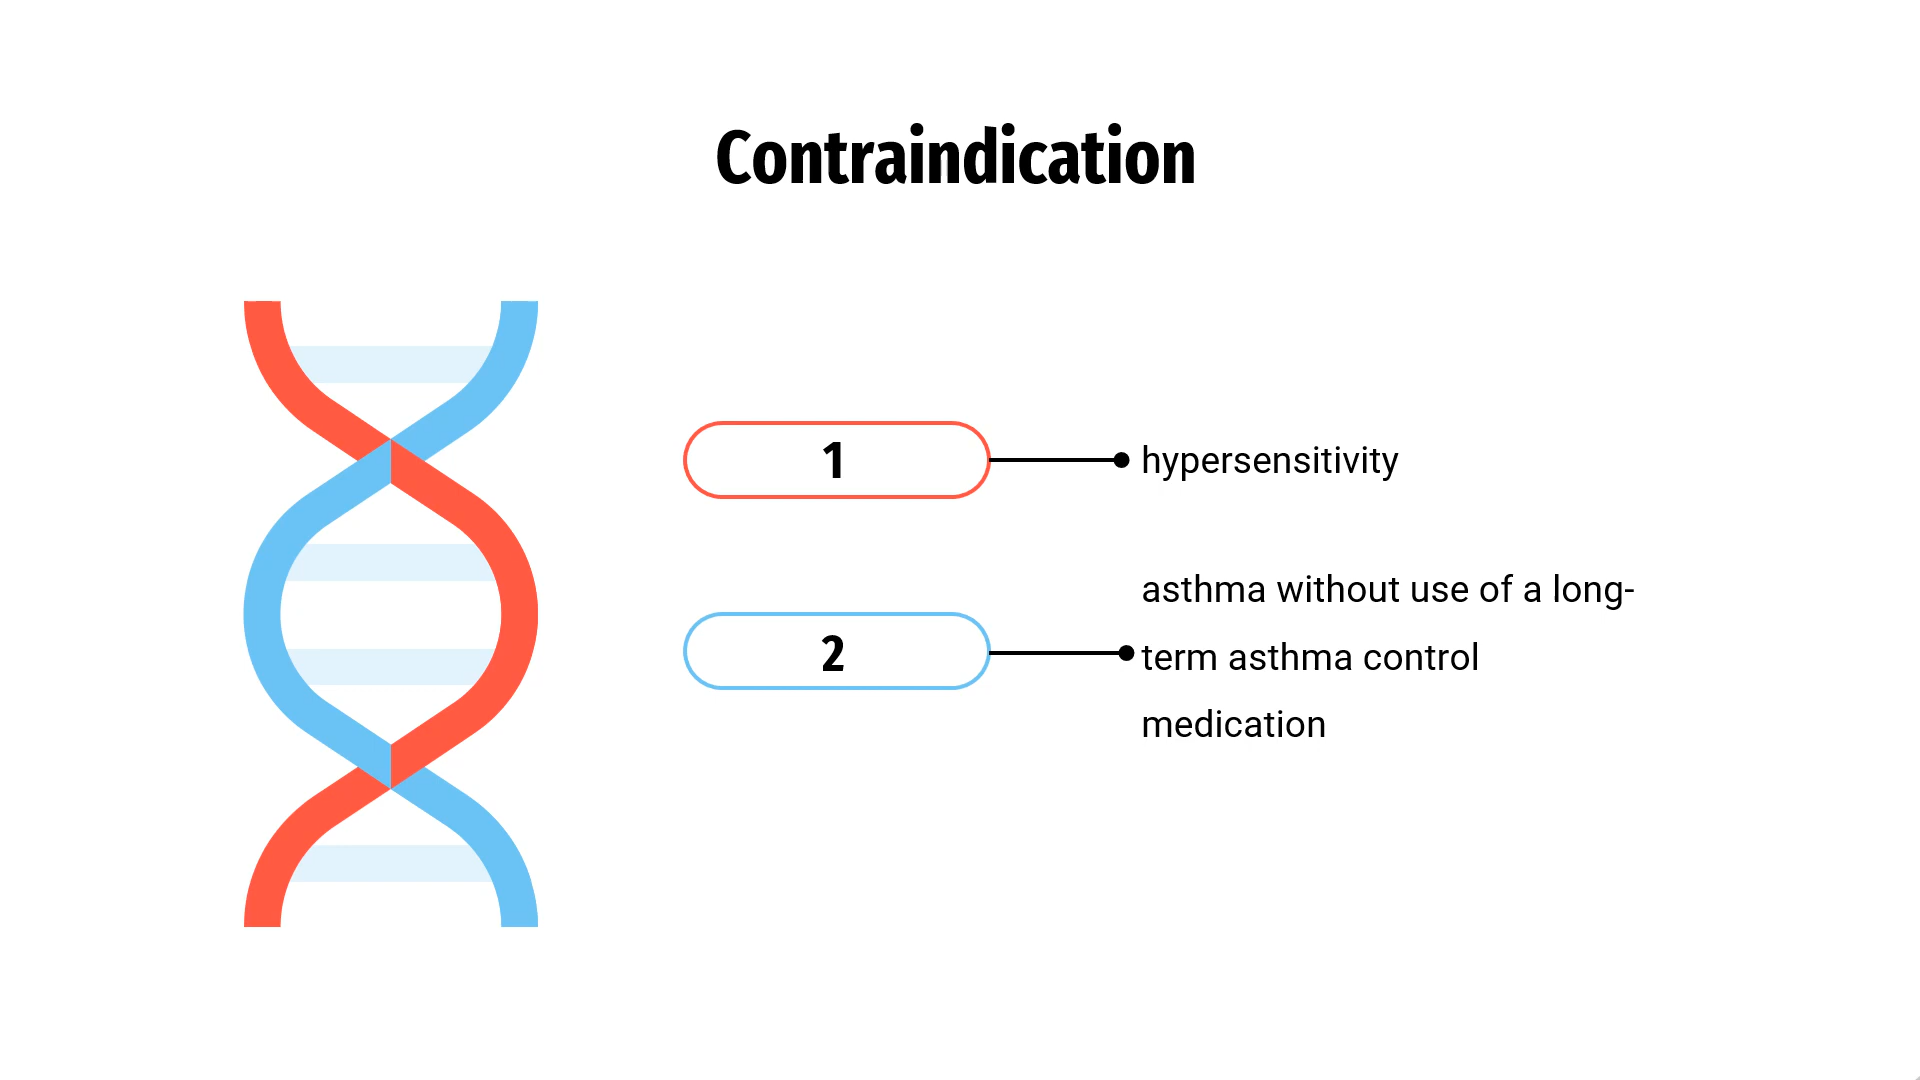 Contraindication
1
hypersensitivity
2
asthma without use of a long-
term asthma control
medication